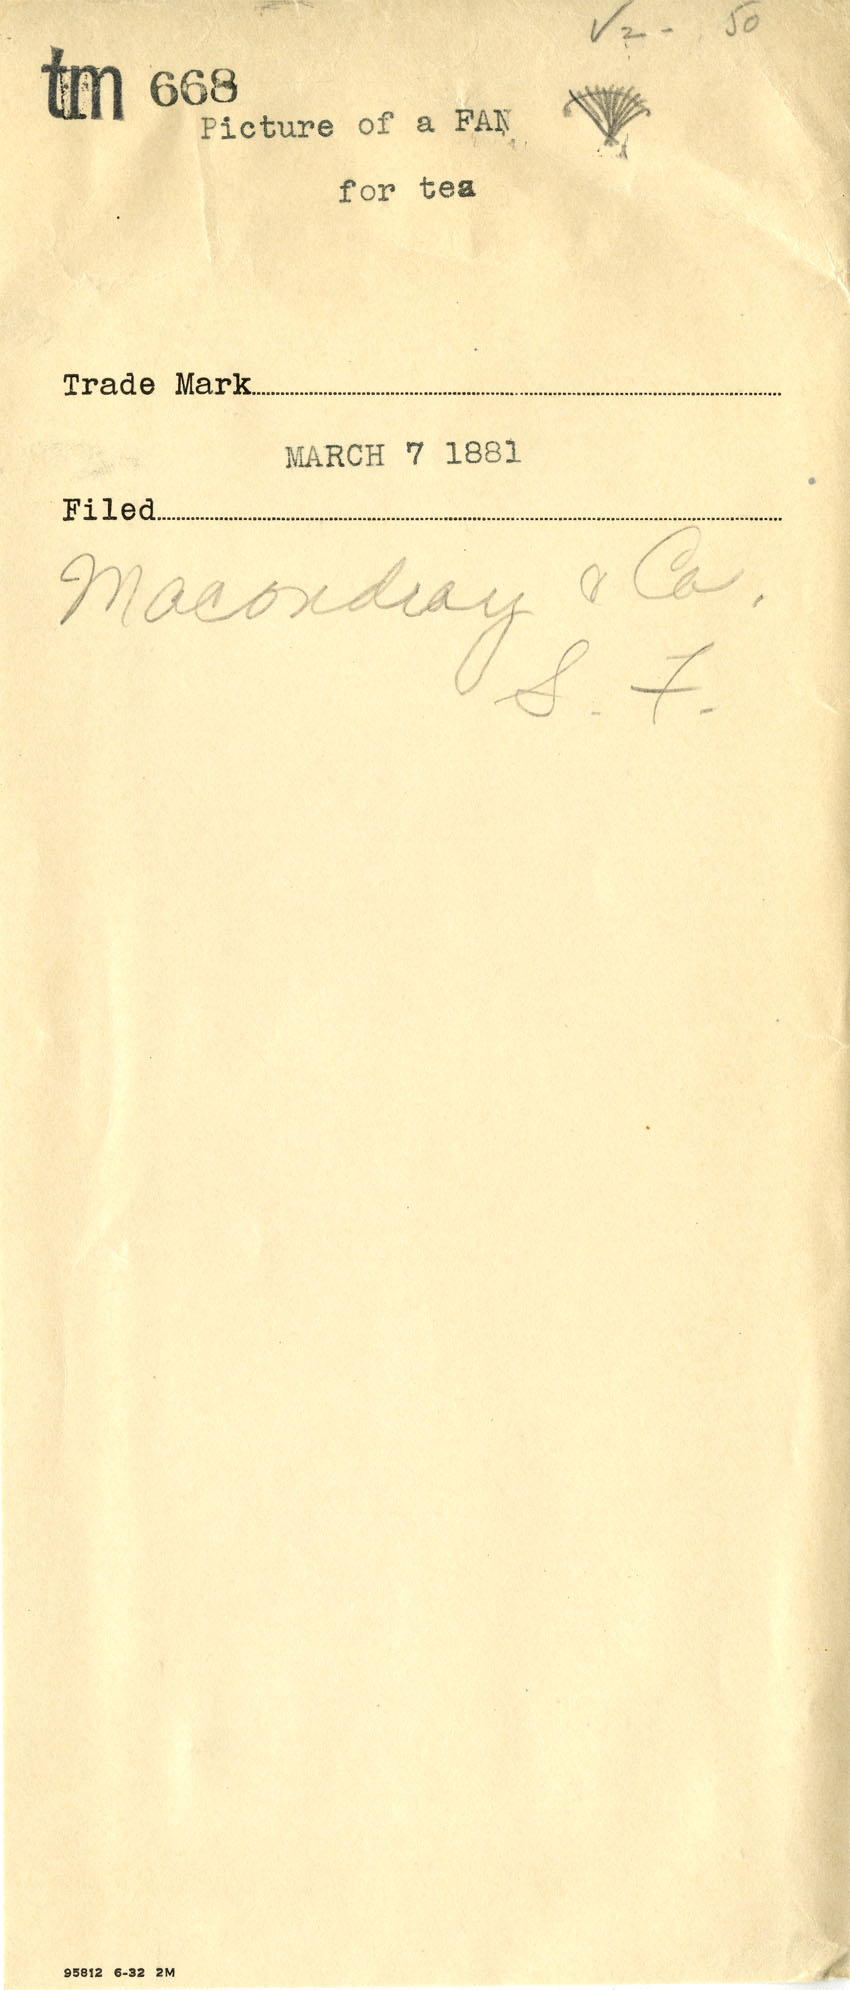 √ 2 - 50
tm 668
Picture of a FAN
for tea
Trade Mark
MARCH 7 1881
Filed
Macondray & Co.
S. F.
95812 6-32 2M